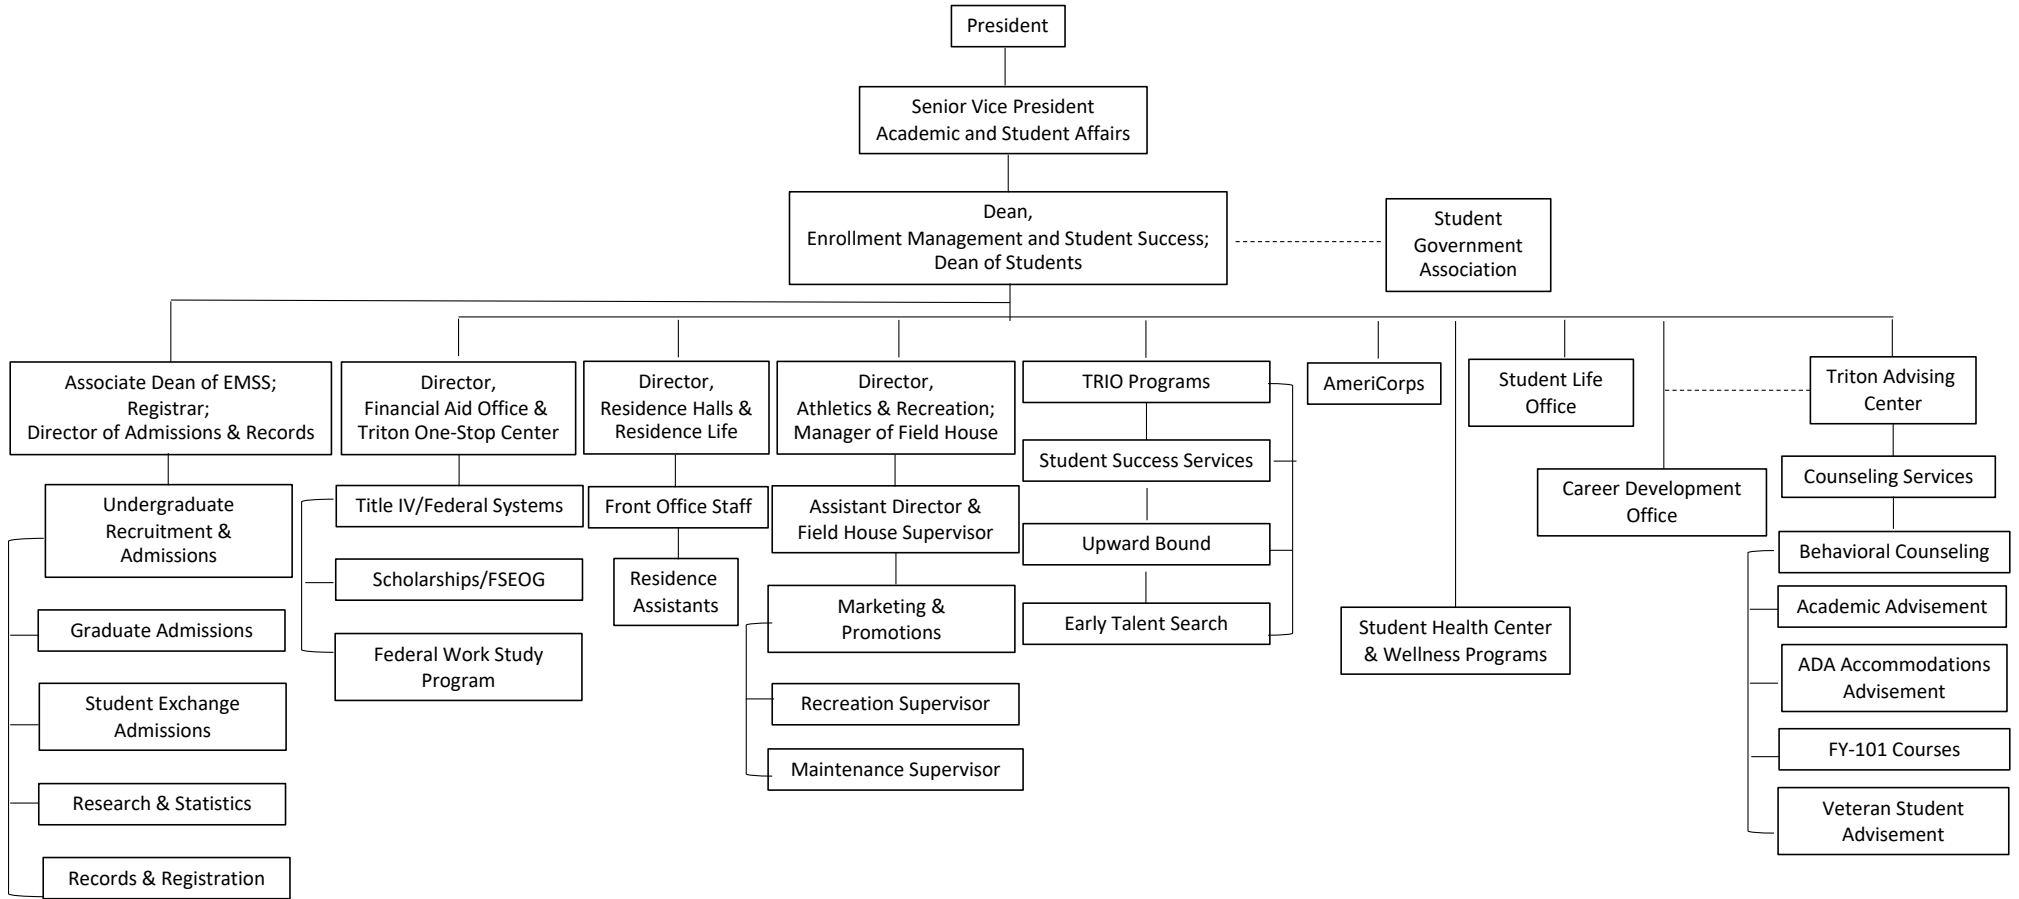 President
Senior Vice President
Academic and Student Affairs
Dean,
Enrollment Management and Student Success;
Dean of Students
Student
Government
Association
Associate Dean of EMSS;
Registrar;
Director of Admissions & Records
Undergraduate
Recruitment &
Admissions
Graduate Admissions
Student Exchange
Admissions
Research & Statistics
Records & Registration
Director,
Financial Aid Office &
Triton One-Stop Center
Title IV/Federal Systems
Scholarships/FSEOG
Federal Work Study
Program
Director,
Residence Halls &
Residence Life
Front Office Staff
Residence
Assistants
Director,
Athletics & Recreation;
Manager of Field House
Assistant Director &
Field House Supervisor
Marketing &
Promotions
Recreation Supervisor
Maintenance Supervisor
TRIO Programs
Student Success Services
Upward Bound
Early Talent Search
AmeriCorps
Student Health Center
& Wellness Programs
Student Life
Office
Career Development
Office
Triton Advising
Center
Counseling Services
Behavioral Counseling
Academic Advisement
ADA Accommodations
Advisement
FY-101 Courses
Veteran Student
Advisement